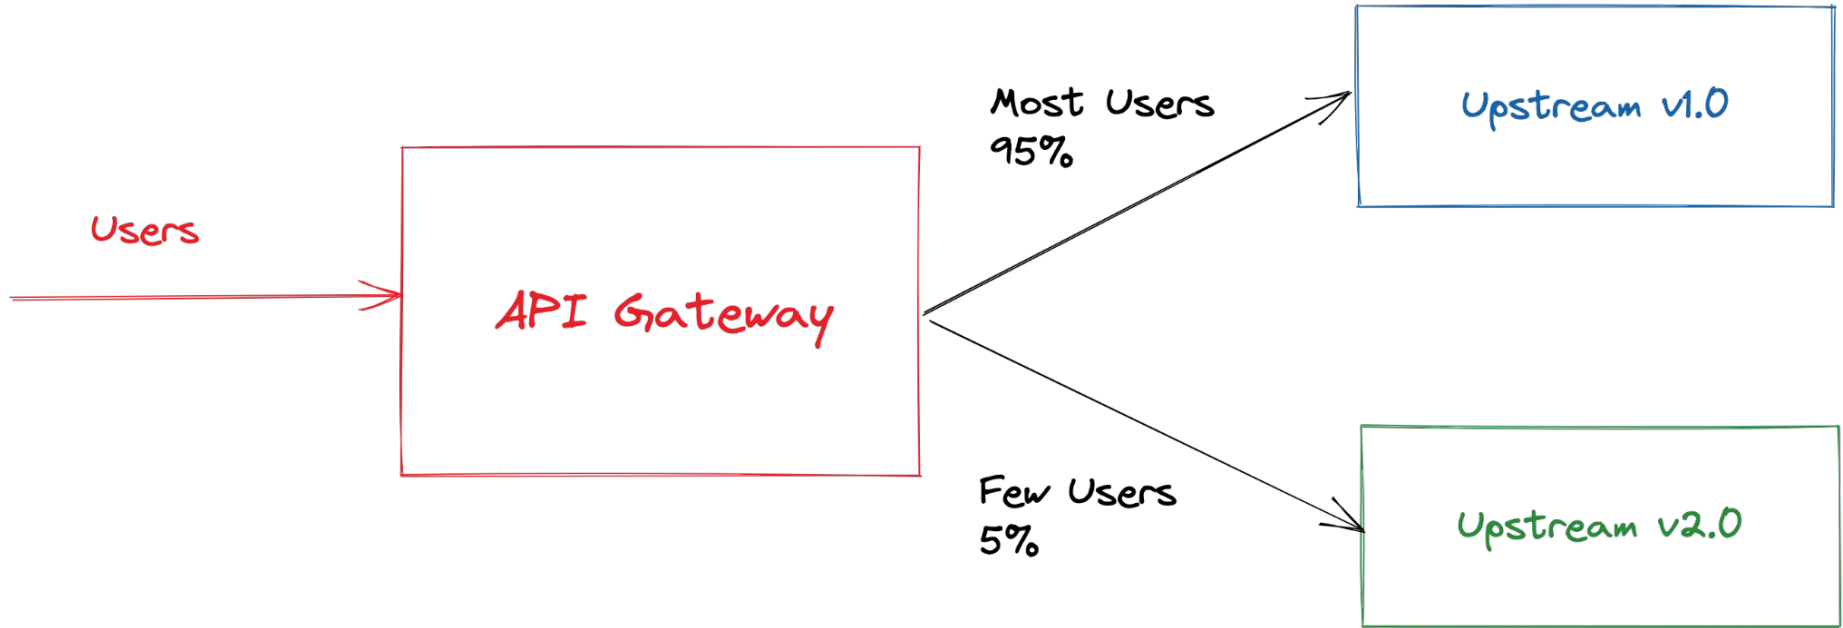 Users
API Gateway
Most Users
95%
Upstream v1.0
Few Users
5%
Upstream v2.0